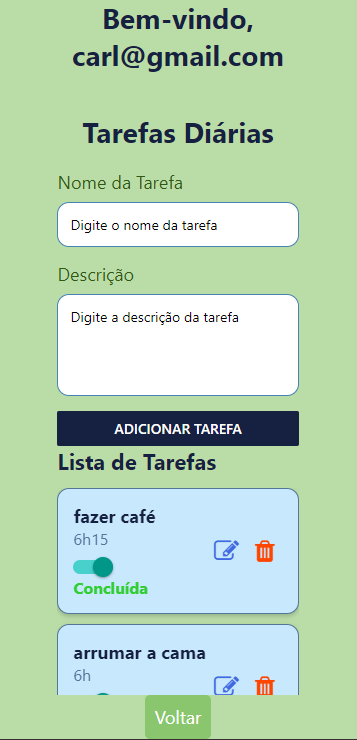 Bem-vindo,
carl@gmail.com
Tarefas Diárias
Nome da Tarefa
Digite o nome da tarefa
Descrição
Digite a descrição da tarefa
ADICIONAR TAREFA
Lista de Tarefas
fazer café
6h15
Concluída
arrumar a cama
6h
Voltar